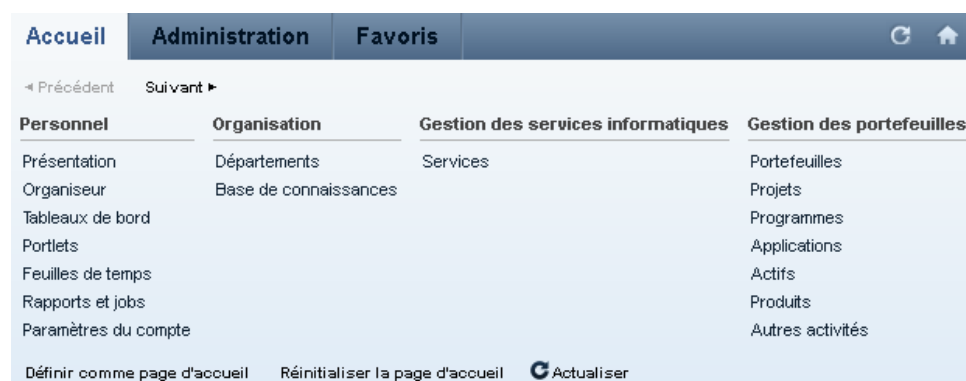 Accueil Administration Favoris
Précédent Suivant
Personnel Organisation Gestion des services informatiques Gestion des portefeuilles
Présentation Départements Services Portefeuilles
Organiseur Base de connaissances Projets
Tableaux de bord Programmes
Portlets Applications
Feuilles de temps Actifs
Rapports et jobs Produits
Paramètres du compte Autres activités
Définir comme page d'accueil Réinitialiser la page d'accueil Actualiser